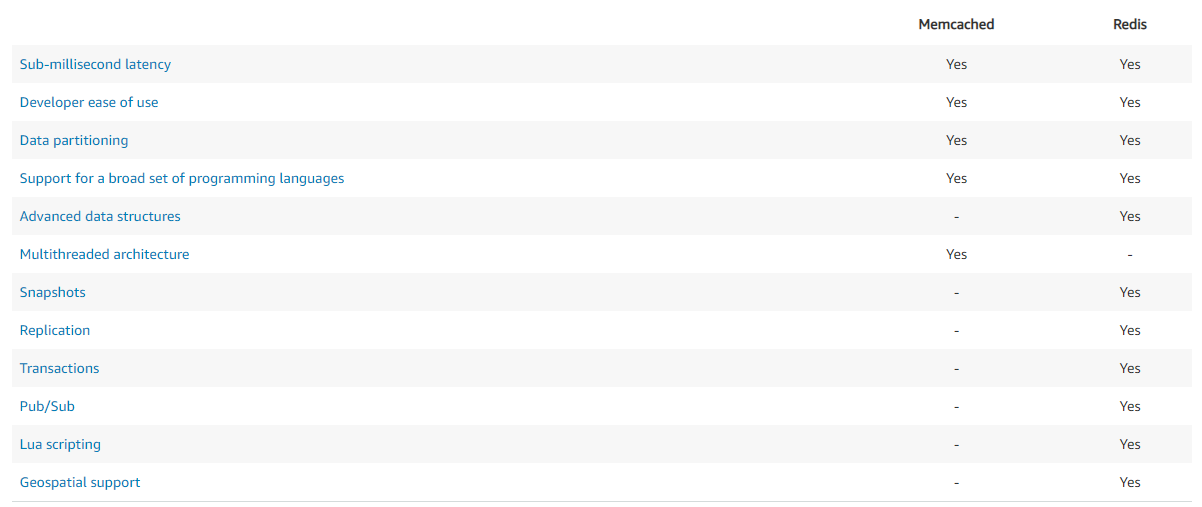 Memcached Redis
Sub-millisecond latency Yes Yes
Developer ease of use Yes Yes
Data partitioning Yes Yes
Support for a broad set of programming languages Yes Yes
Advanced data structures - Yes
Multithreaded architecture Yes -
Snapshots - Yes
Replication - Yes
Transactions - Yes
Pub/Sub - Yes
Lua scripting - Yes
Geospatial support - Yes